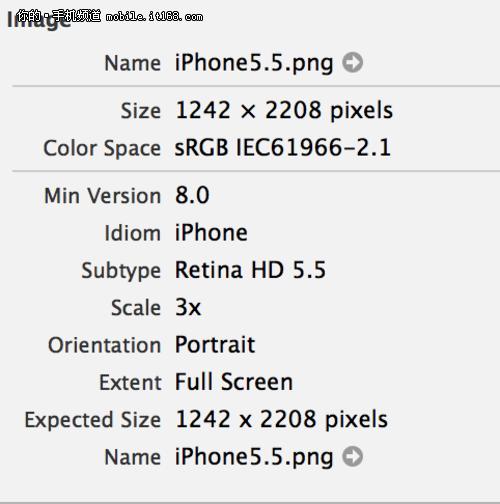 Image
你的·手机频道 mobile.it168.com
Name iPhone5.5.png
Size 1242 × 2208 pixels
Color Space sRGB IEC61966-2.1
Min Version 8.0
Idiom iPhone
Subtype Retina HD 5.5
Scale 3x
Orientation Portrait
Extent Full Screen
Expected Size 1242 x 2208 pixels
Name iPhone5.5.png